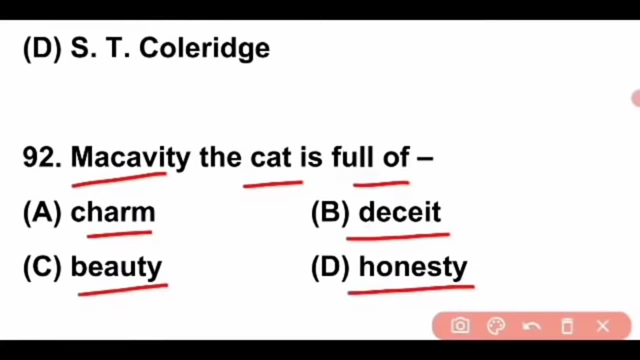 (D) S. T. Coleridge
92. Macavity the cat is full of –
(A) charm (B) deceit
(C) beauty (D) honesty